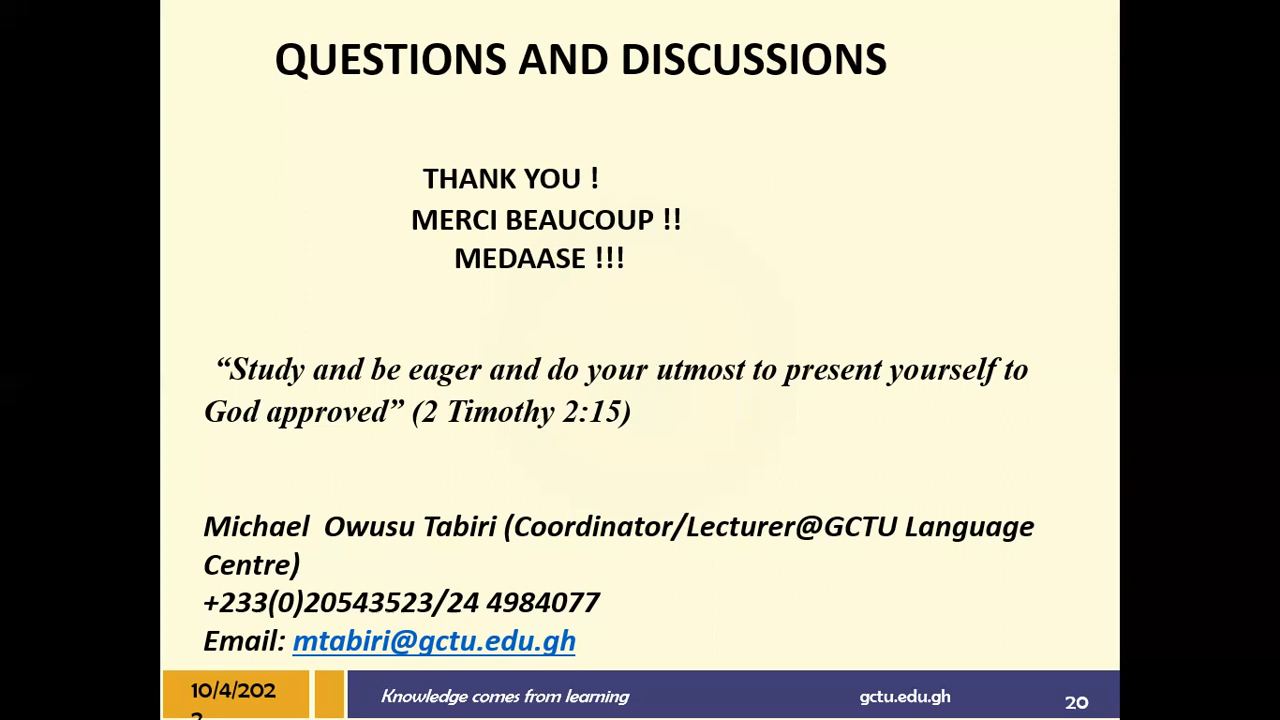 QUESTIONS AND DISCUSSIONS
THANK YOU !
MERCI BEAUCOUP !!
MEDAASE !!!
“Study and be eager and do your utmost to present yourself to
God approved” (2 Timothy 2:15)
Michael Owusu Tabiri (Coordinator/Lecturer@GCTU Language
Centre)
+233(0)20543523/24 4984077
Email: mtabiri@gctu.edu.gh
10/4/202
Knowledge comes from learning
gctu.edu.gh
20